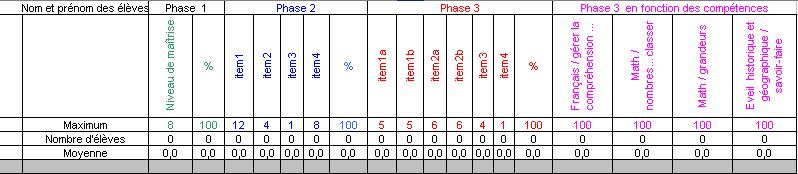 Nom et prénom des élèves Phase 1 Phase 2 Phase 3 Phase 3 en fonction des compétences
Niveau de maîtrise % item1 item2 item3 item4 % item1a item1b item2a item2b item3 item4 % Français / gérer la compréhension ... Math / nombres... classer Math / grandeurs Eveil historique et géographique / savoir-faire
Maximum 8 100 12 4 1 8 100 5 5 6 6 4 1 100 100 100 100 100
Nombre d'élèves 0 0 0 0 0 0 0 0 0 0 0 0 0 0 0 0 0 0
Moyenne 0,0 0,0 0,0 0,0 0,0 0,0 0,0 0,0 0,0 0,0 0,0 0,0 0,0 0,0 0,0 0,0 0,0 0,0